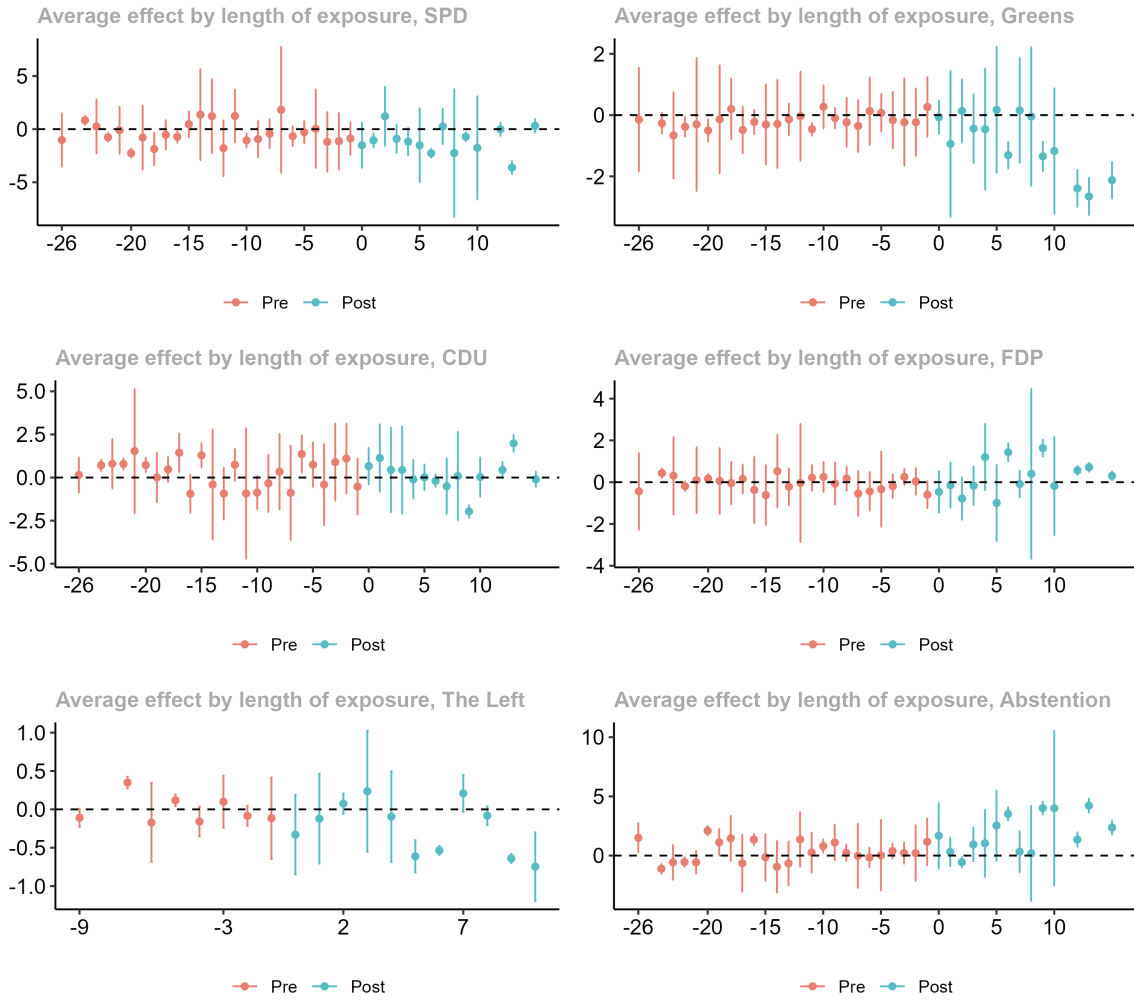 Average effect by length of exposure, SPD
5
0
-5
-26 -20 -15 -10 -5 0 5 10
Pre Post
Average effect by length of exposure, Greens
2
0
-2
-26 -20 -15 -10 -5 0 5 10
Pre Post
Average effect by length of exposure, CDU
5.0
2.5
0.0
-2.5
-5.0
-26 -20 -15 -10 -5 0 5 10
Pre Post
Average effect by length of exposure, FDP
4
2
0
-2
-4
-26 -20 -15 -10 -5 0 5 10
Pre Post
Average effect by length of exposure, The Left
1.0
0.5
0.0
-0.5
-1.0
-9 -3 2 7
Pre Post
Average effect by length of exposure, Abstention
10
5
0
-26 -20 -15 -10 -5 0 5 10
Pre Post